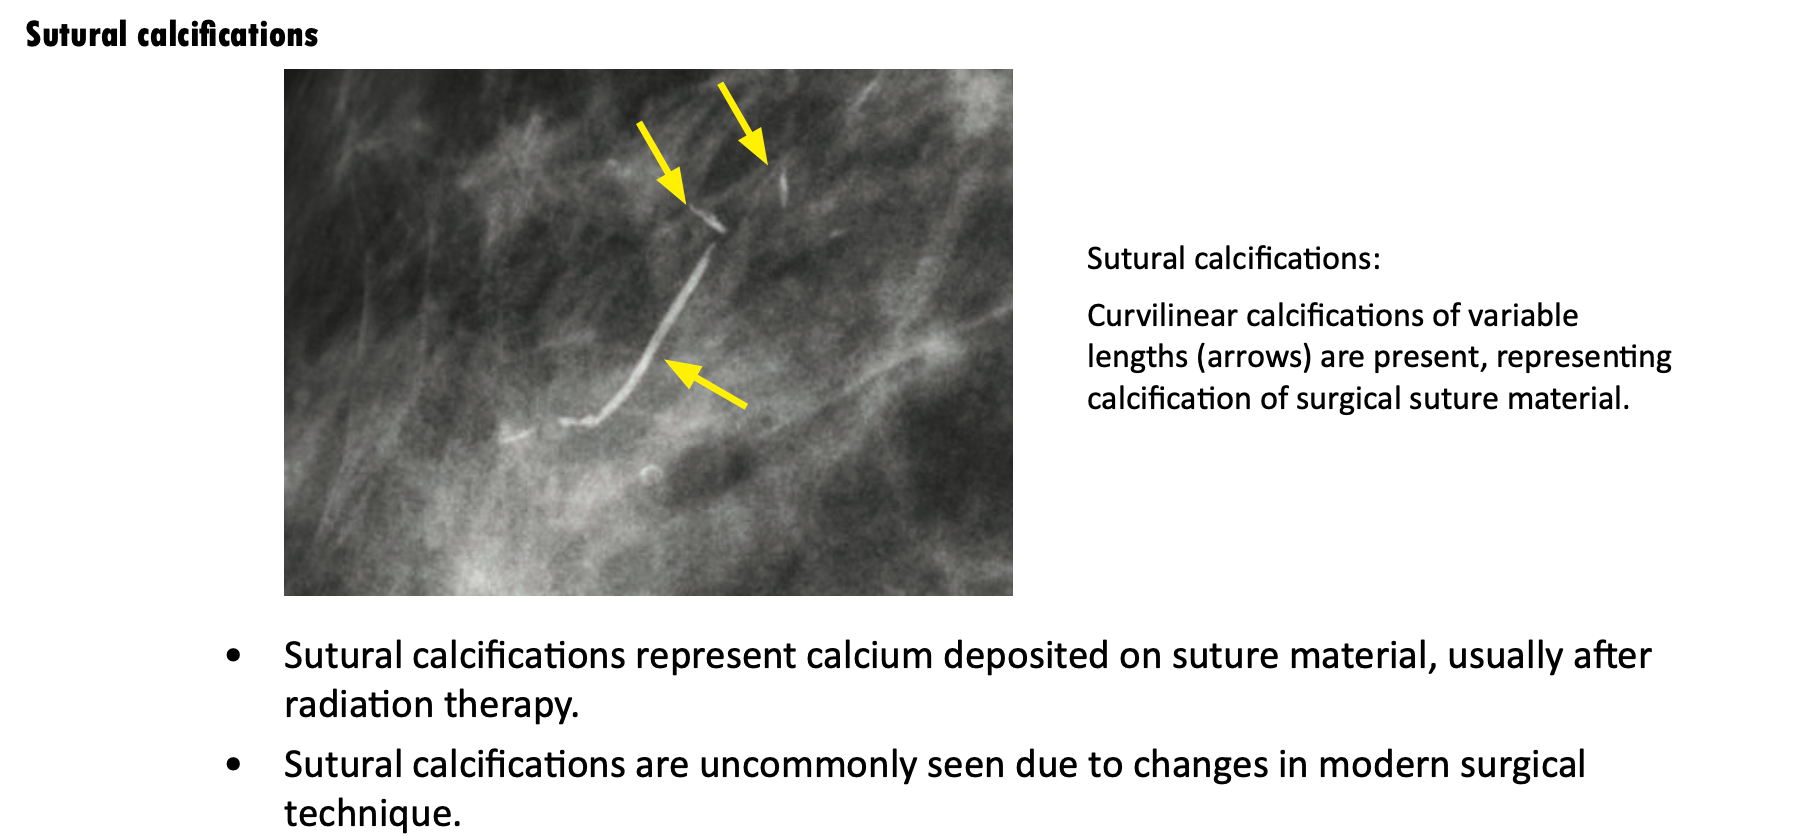 Sutural calcifications
Sutural calcifications:
Curvilinear calcifications of variable
lengths (arrows) are present, representing
calcification of surgical suture material.
• Sutural calcifications represent calcium deposited on suture material, usually after
radiation therapy.
• Sutural calcifications are uncommonly seen due to changes in modern surgical
technique.